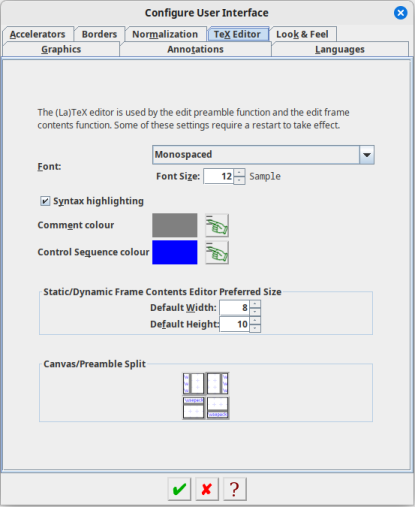 Configure User Interface
Accelerators Borders Normalization TeX Editor Look & Feel
Graphics Annotations Languages
The (La)TeX editor is used by the edit preamble function and the edit frame
contents function. Some of these settings require a restart to take effect.
Font:
Monospaced
Font Size: 12 Sample
Syntax highlighting
Comment colour
Control Sequence colour
Static/Dynamic Frame Contents Editor Preferred Size
Default Width: 8
Default Height: 10
Canvas/Preamble Split
?